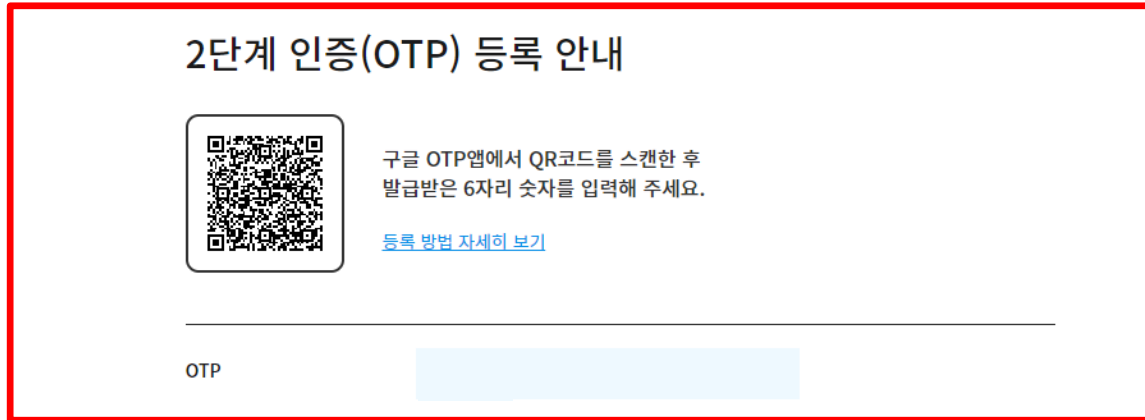 2단계 인증(OTP) 등록 안내
구글 OTP앱에서 QR코드를 스캔한 후
발급받은 6자리 숫자를 입력해 주세요.
등록 방법 자세히 보기
OTP